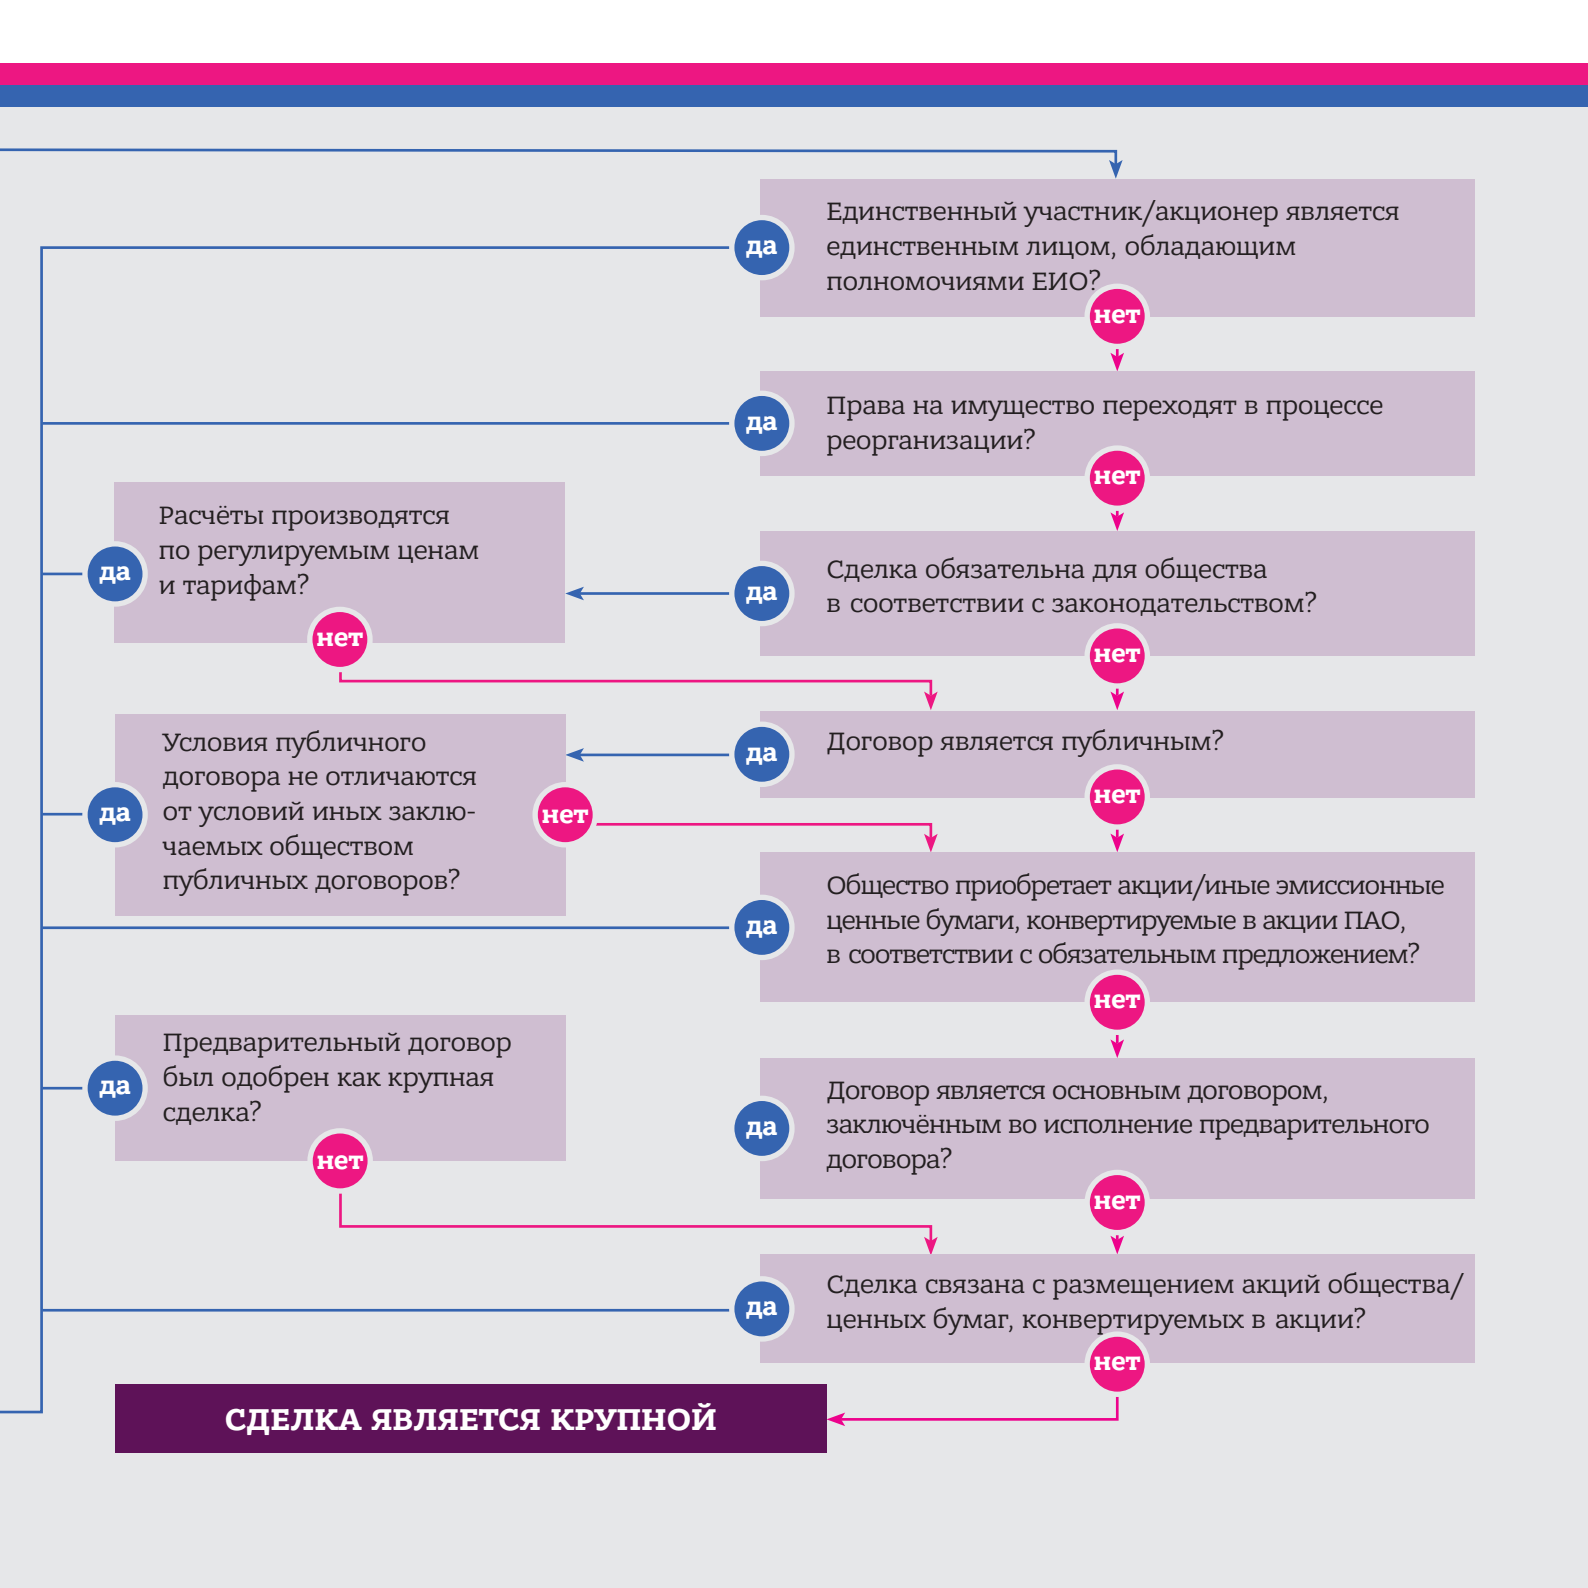 Единственный участник/акционер является
единственным лицом, обладающим
полномочиями ЕИО?
да
нет
Права на имущество переходят в процессе
реорганизации?
да
нет
Сделка обязательна для общества
в соответствии с законодательством?
да
нет
Расчёты производятся
по регулируемым ценам
и тарифам?
да
нет
Договор является публичным?
да
нет
Условия публичного
договора не отличаются
от условий иных заклю-
чаемых обществом
публичных договоров?
да
нет
Общество приобретает акции/иные эмиссионные
ценные бумаги, конвертируемые в акции ПАО,
в соответствии с обязательным предложением?
да
нет
Договор является основным договором,
заключённым во исполнение предварительного
договора?
да
нет
Предварительный договор
был одобрен как крупная
сделка?
да
нет
Сделка связана с размещением акций общества/
ценных бумаг, конвертируемых в акции?
да
нет
СДЕЛКА ЯВЛЯЕТСЯ КРУПНОЙ